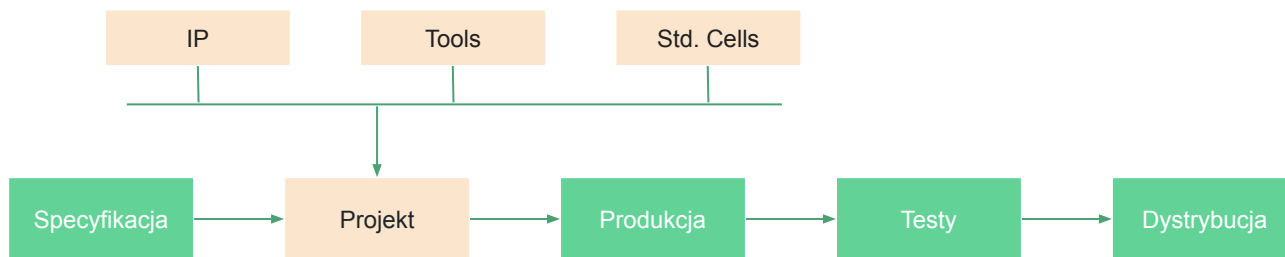 IP
Tools
Std. Cells
Specyfikacja
Projekt
Produkcja
Testy
Dystrybucja